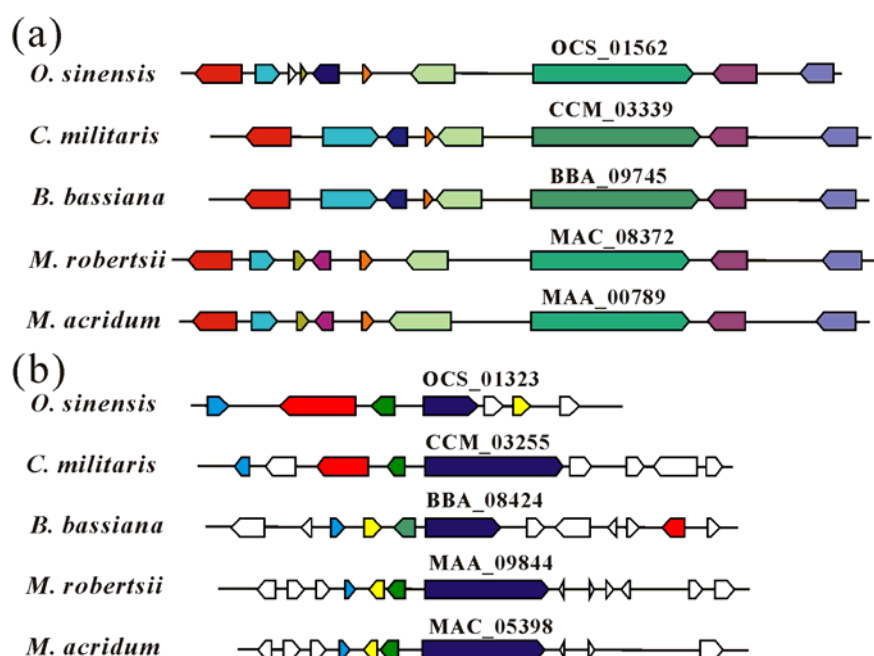 (a)
OCS_01562
O. sinensis
CCM_03339
C. militaris
BBA_09745
B. bassiana
MAC_08372
M. robertsii
MAA_00789
M. acridum
(b)
OCS_01323
O. sinensis
CCM_03255
C. militaris
BBA_08424
B. bassiana
MAA_09844
M. robertsii
MAC_05398
M. acridum